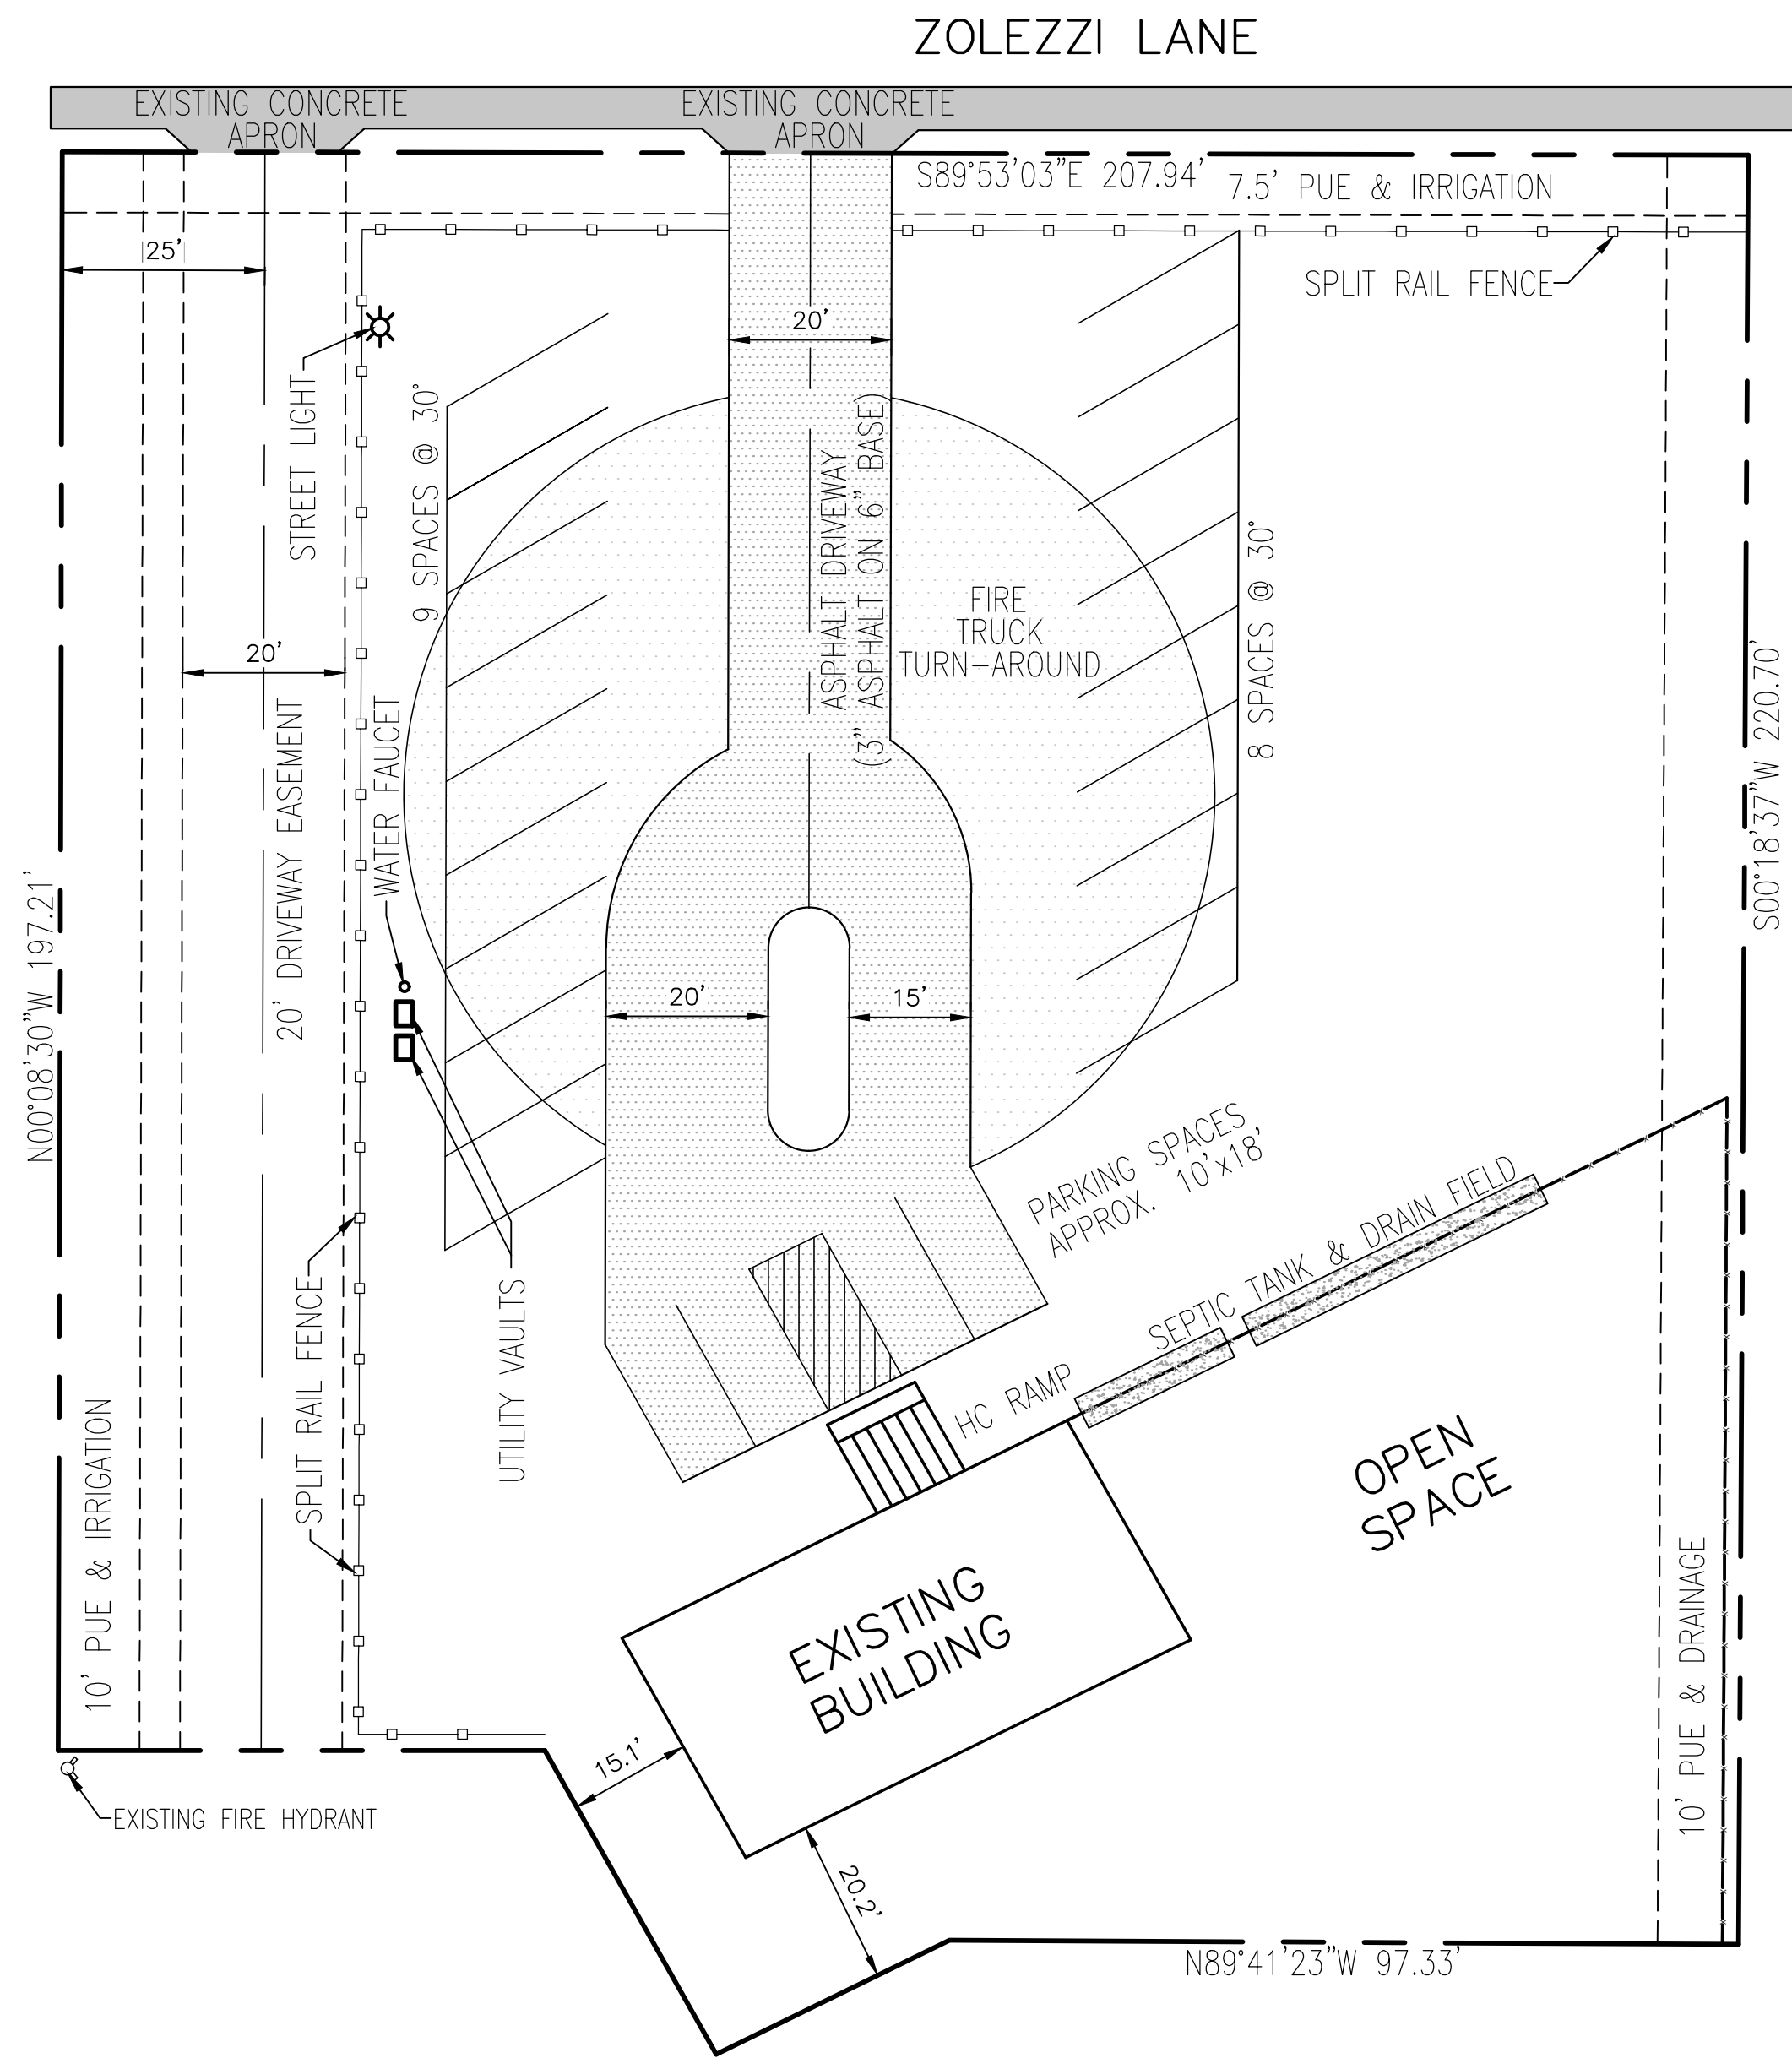 ZOLEZZI LANE
EXISTING CONCRETE
APRON
EXISTING CONCRETE
APRON
S89°53'03"E 207.94'
7.5' PUE & IRRIGATION
25'
SPLIT RAIL FENCE
20'
STREET LIGHT
9 SPACES @ 30°
ASPHALT DRIVEWAY
(3" ASPHALT ON 6" BASE)
FIRE
TRUCK
TURN-AROUND
8 SPACES @ 30°
20'
20' DRIVEWAY EASEMENT
WATER FAUCET
S00°18'37"W 220.70'
N00°08'30"W 197.21'
20'
15'
PARKING SPACES
APPROX. 10'x18'
SEPTIC TANK & DRAIN FIELD
SPLIT RAIL FENCE
UTILITY VAULTS
HC RAMP
10' PUE & IRRIGATION
OPEN
SPACE
EXISTING
BUILDING
10' PUE & DRAINAGE
15.1'
EXISTING FIRE HYDRANT
20.2'
N89°41'23"W 97.33'